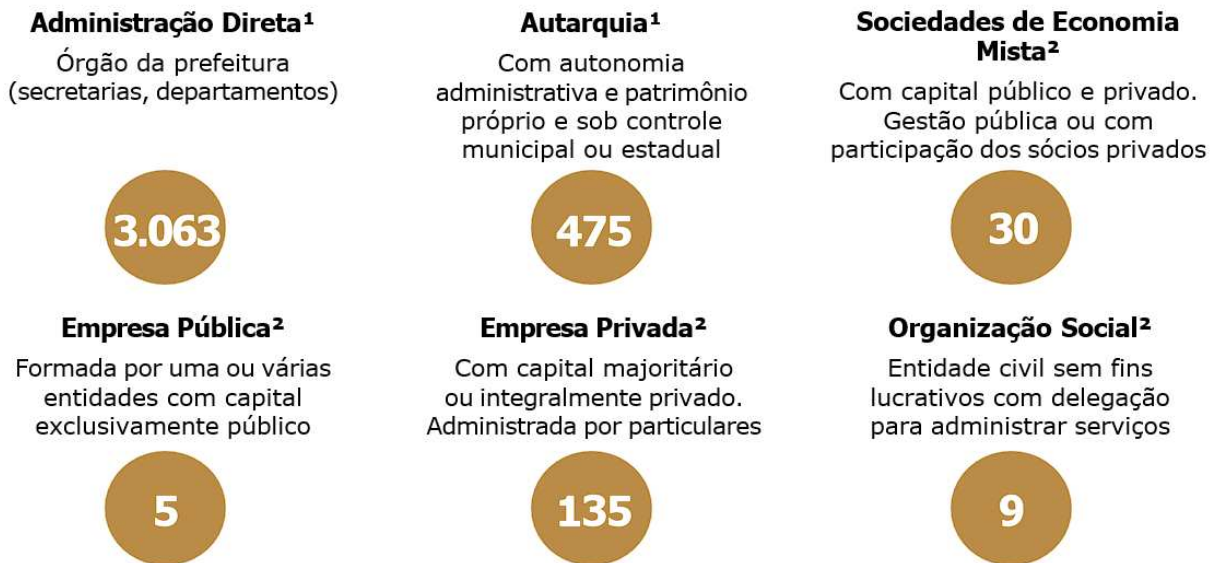 Administração Direta¹
Órgão da prefeitura
(secretarias, departamentos)
3.063
Autarquia¹
Com autonomia
administrativa e patrimônio
próprio e sob controle
municipal ou estadual
475
Sociedades de Economia
Mista²
Com capital público e privado.
Gestão pública ou com
participação dos sócios privados
30
Empresa Pública²
Formada por uma ou várias
entidades com capital
exclusivamente público
5
Empresa Privada²
Com capital majoritário
ou integralmente privado.
Administrada por particulares
135
Organização Social²
Entidade civil sem fins
lucrativos com delegação
para administrar serviços
9